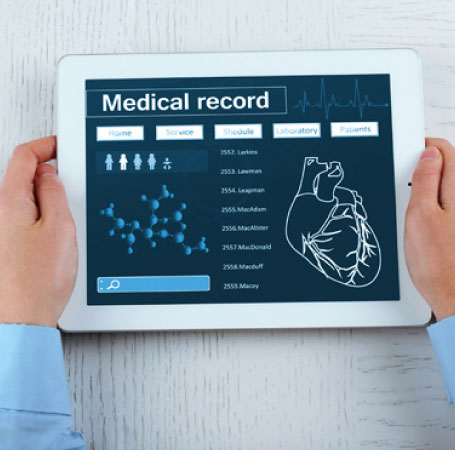 Medical record
Home Service Shedule Laboratory Patients
2552. Larkins
2553. Lawman
2554. Leapman
2555.MacAdam
2556.MacAlister
2557.MacDonald
2558.Macduff
2559.Macoy